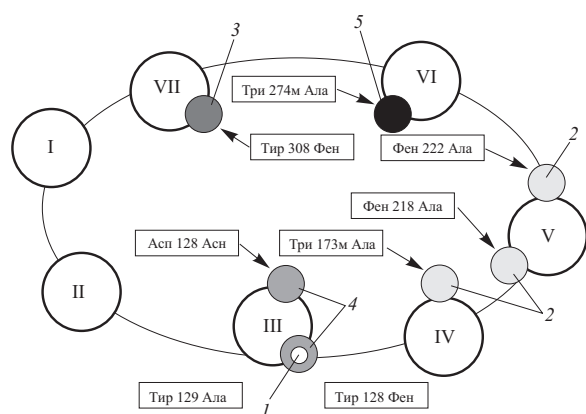 3
5
VII
VI
Три 274м Ала
I
Тир 308 Фен
Фен 222 Ала
2
Фен 218 Ала
V
Асп 128 Асн
Три 173м Ала
II
III
4
IV
2
Тир 129 Ала
1
Тир 128 Фен